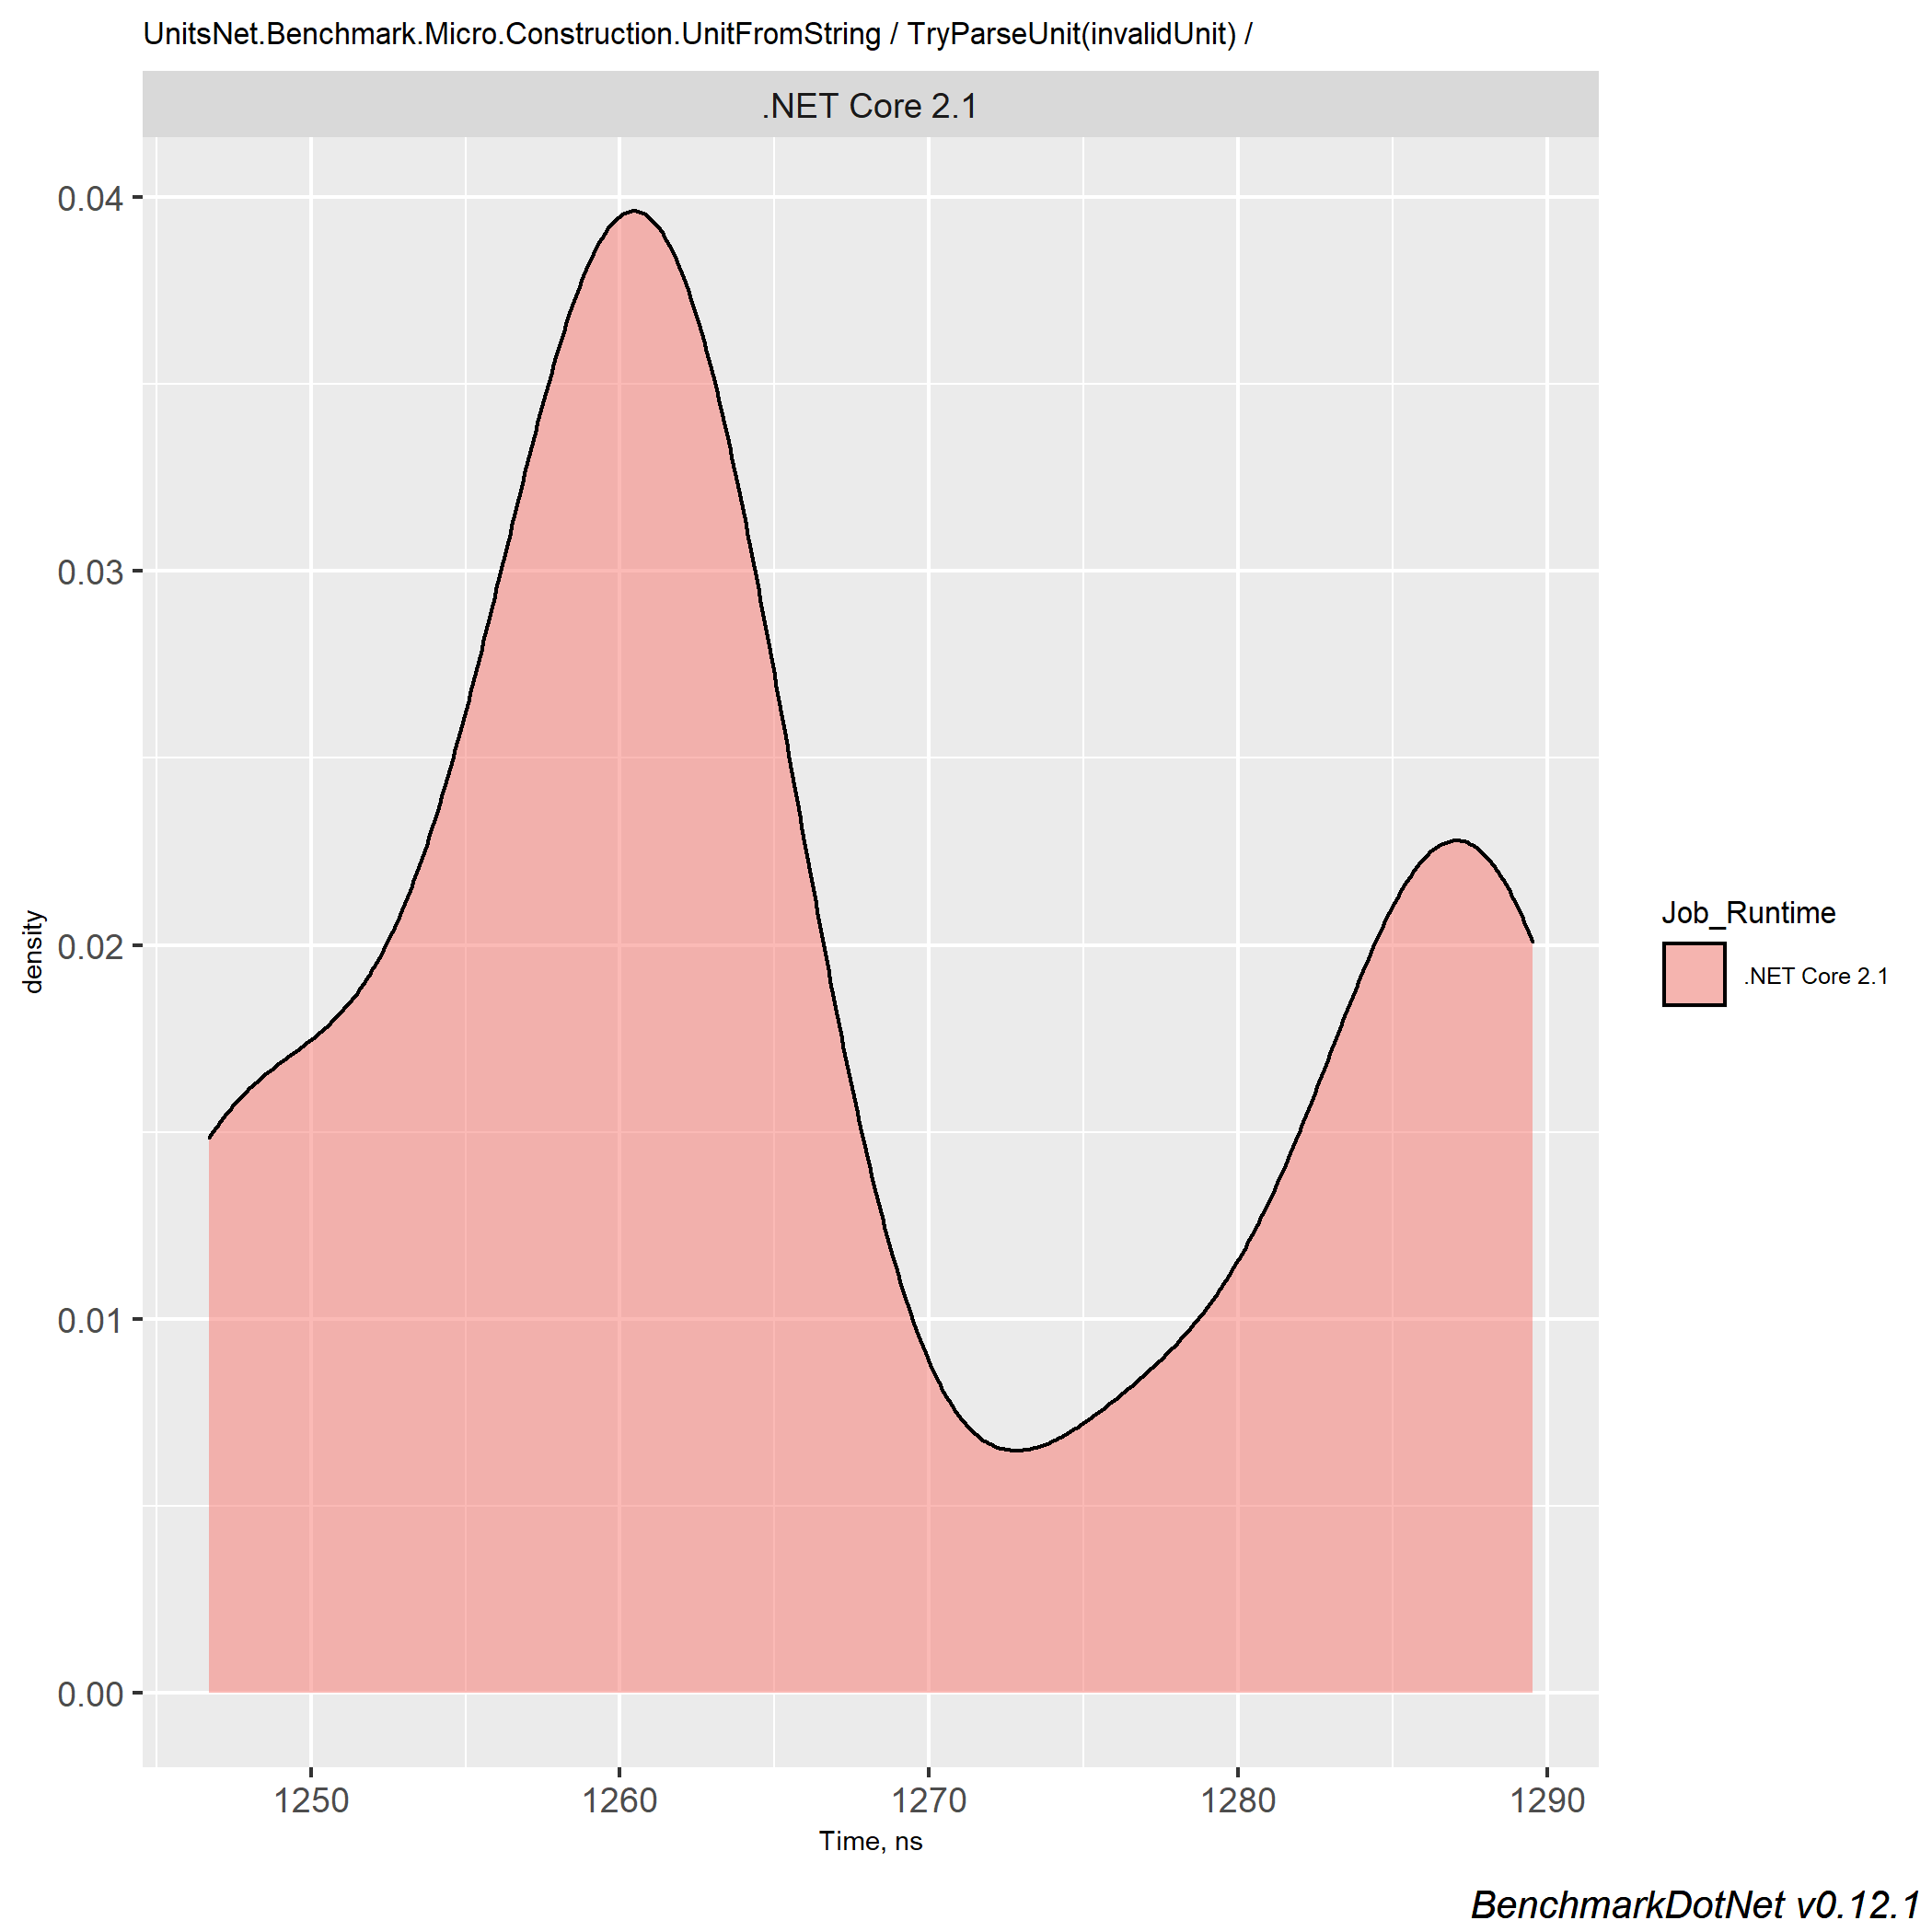 UnitsNet.Benchmark.Micro.Construction.UnitFromString / TryParseUnit(invalidUnit) /
.NET Core 2.1
0.04
0.03
0.02
0.01
0.00
density
1250 1260 1270 1280 1290
Time, ns
Job_Runtime
.NET Core 2.1
BenchmarkDotNet v0.12.1